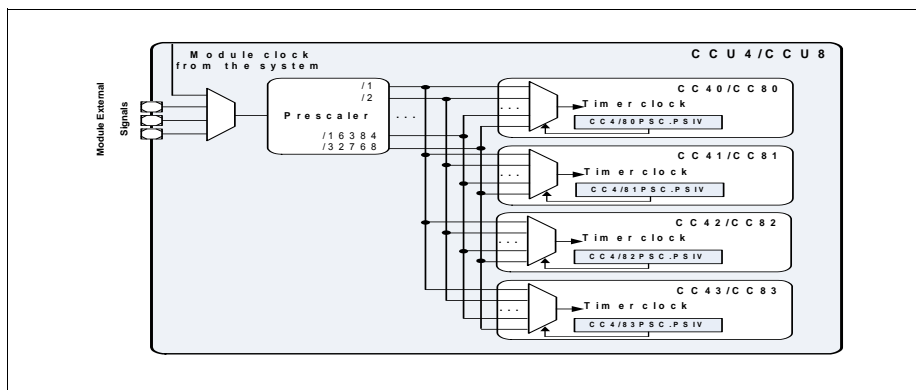 Module clock
from the system
CCU4/CCU8
Module External
Signals
Prescaler
/1
/2
...
/16384
/32768
CC40/CC80
...
Timer clock
CC4/80PSC.PSIV
CC41/CC81
...
Timer clock
CC4/81PSC.PSIV
CC42/CC82
...
Timer clock
CC4/82PSC.PSIV
CC43/CC83
...
Timer clock
CC4/83PSC.PSIV